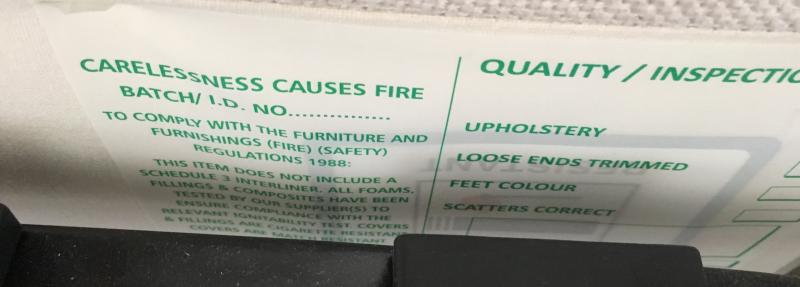 CARELESSNESS CAUSES FIRE
BATCH/ I.D. NO...............
TO COMPLY WITH THE FURNITURE AND
FURNISHINGS (FIRE) (SAFETY)
REGULATIONS 1988:
THIS ITEM DOES NOT INCLUDE A
SCHEDULE 3 INTERLINER. ALL FOAMS,
FILLINGS & COMPOSITES HAVE BEEN
TESTED BY OUR SUPPLIER(S) TO
ENSURE COMPLIANCE WITH THE
RELEVANT IGNITABILITY TEST. COVERS
& FILLINGS ARE CIGARETTE RESISTANT
COVERS ARE MATCH RESISTANT
QUALITY / INSPECTIO
UPHOLSTERY
LOOSE ENDS TRIMMED
FEET COLOUR
SCATTERS CORRECT
RESISTANT